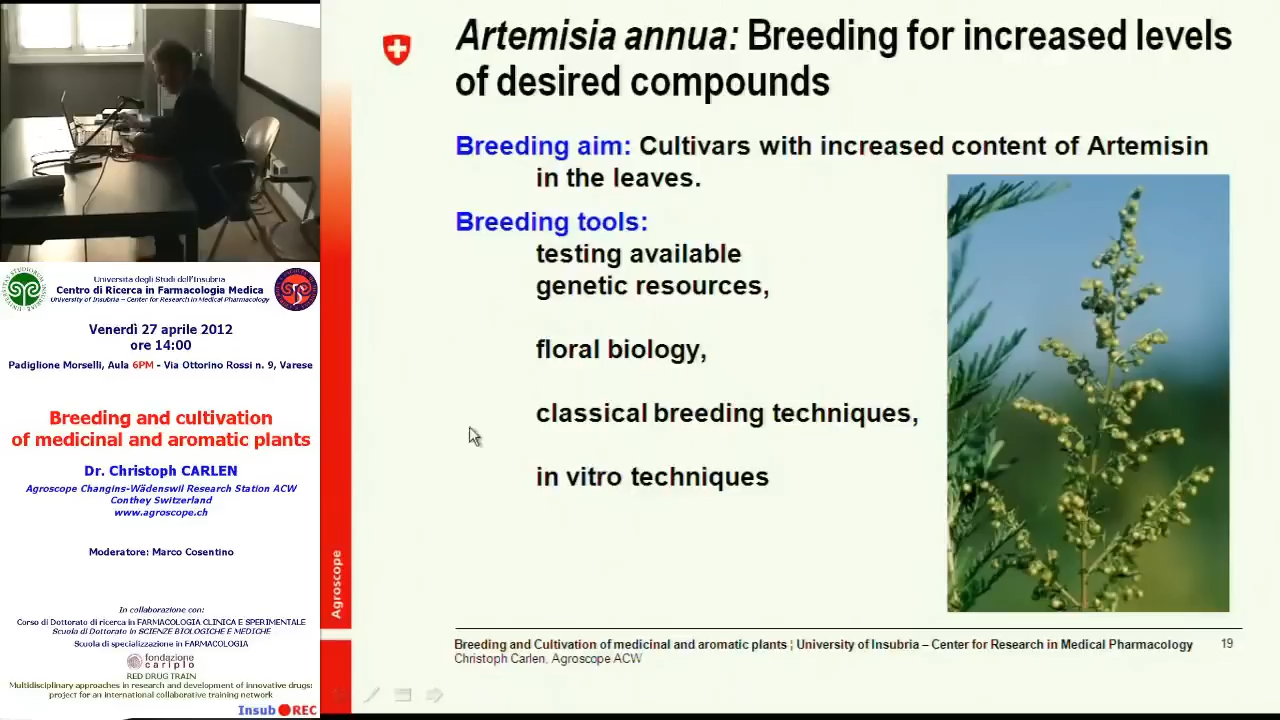 Artemisia annua: Breeding for increased levels
of desired compounds
Breeding aim: Cultivars with increased content of Artemisin
in the leaves.
Breeding tools:
testing available
genetic resources,
floral biology,
classical breeding techniques,
in vitro techniques
Agroscope
Breeding and Cultivation of medicinal and aromatic plants ¦ University of Insubria – Center for Research in Medical Pharmacology
19
Christoph Carlen, Agroscope ACW
Università degli Studi dell'Insubria
Centro di Ricerca in Farmacologia Medica
University of Insubria – Center for Research in Medical Pharmacology
Venerdì 27 aprile 2012
ore 14:00
Padiglione Morselli, Aula 6PM - Via Ottorino Rossi n. 9, Varese
Breeding and cultivation
of medicinal and aromatic plants
Dr. Christoph CARLEN
Agroscope Changins-Wädenswil Research Station ACW
Conthey Switzerland
www.agroscope.ch
Moderatore: Marco Cosentino
In collaborazione con:
Corso di Dottorato di ricerca in FARMACOLOGIA CLINICA E SPERIMENTALE
Scuola di Dottorato in SCIENZE BIOLOGICHE E MEDICHE
Scuola di specializzazione in FARMACOLOGIA
fondazione
cariplo
RED DRUG TRAIN
Multidisciplinary approaches in research and development of innovative drugs:
project for an international collaborative training network
Insub REC